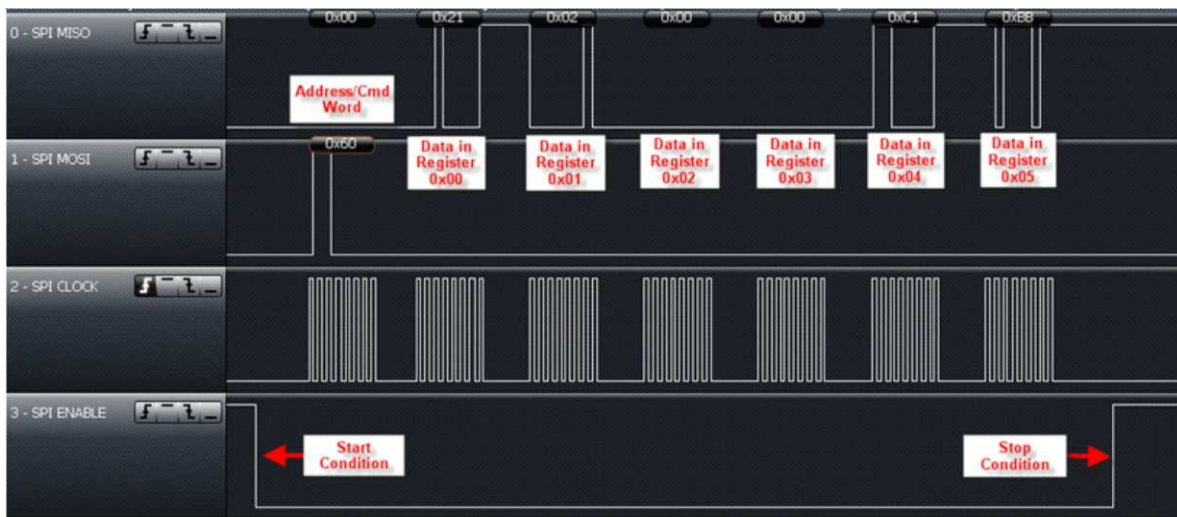 0 - SPI MISO
0x00
0x21
0x02
0x00
0x00
0xC1
0xBB
Address/Cmd
Word
1 - SPI MOSI
0x60
Data in
Register
0x00
Data in
Register
0x01
Data in
Register
0x02
Data in
Register
0x03
Data in
Register
0x04
Data in
Register
0x05
2 - SPI CLOCK
3 - SPI ENABLE
Start
Condition
Stop
Condition